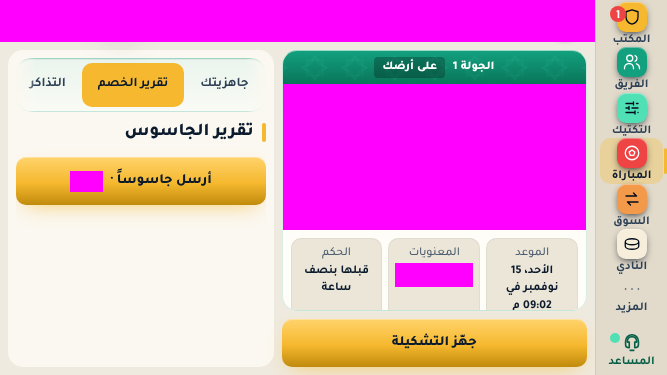 1
المكتب
الفريق
التكتيك
المباراة
السوق
النادي
...
المزيد
المساعد
الجولة 1
على أرضك
الموعد
الأحد، 15
نوفمبر في
09:02 م
المعنويات
الحكم
قبلها بنصف
ساعة
جهّز التشكيلة
جاهزيتك
تقرير الخصم
التذاكر
تقرير الجاسوس
أرسل جاسوساً ·